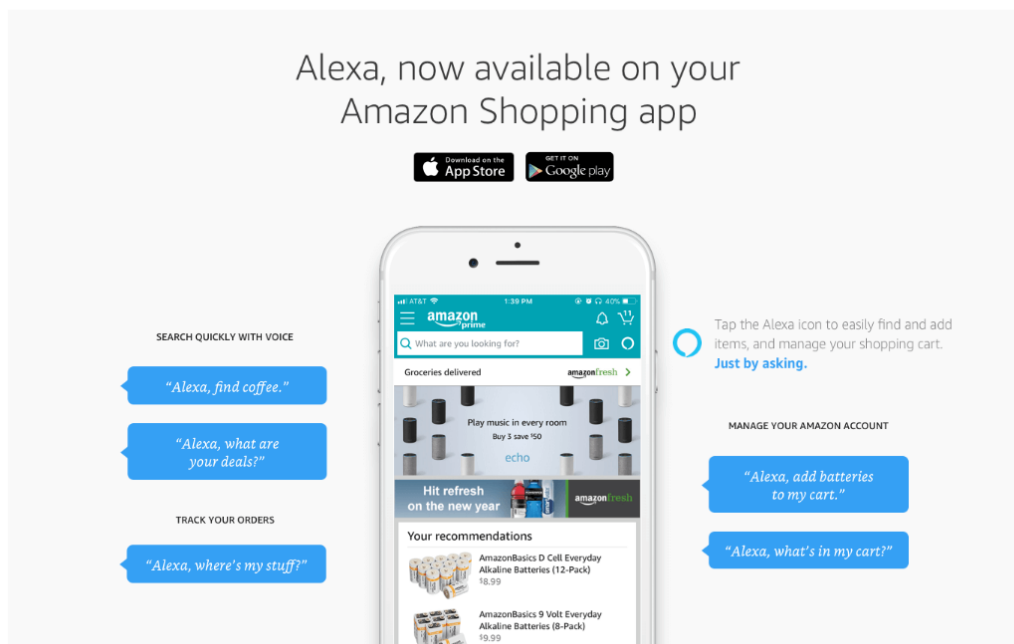 Alexa, now available on your
Amazon Shopping app
Download on the
App Store
GET IT ON
Google play
SEARCH QUICKLY WITH VOICE
“Alexa, find coffee.”
“Alexa, what are
your deals?”
TRACK YOUR ORDERS
“Alexa, where's my stuff?”
AT&T
1:39 PM
40%
amazon
prime
11
What are you looking for?
Groceries delivered
amazonfresh
Play music in every room
Buy 3 save $50
echo
Hit refresh
on the new year
amazonfresh
Your recommendations
AmazonBasics D Cell Everyday
Alkaline Batteries (12-Pack)
$8.99
AmazonBasics 9 Volt Everyday
Alkaline Batteries (8-Pack)
$9.99
Tap the Alexa icon to easily find and add
items, and manage your shopping cart.
Just by asking.
MANAGE YOUR AMAZON ACCOUNT
“Alexa, add batteries
to my cart.”
“Alexa, what's in my cart?”